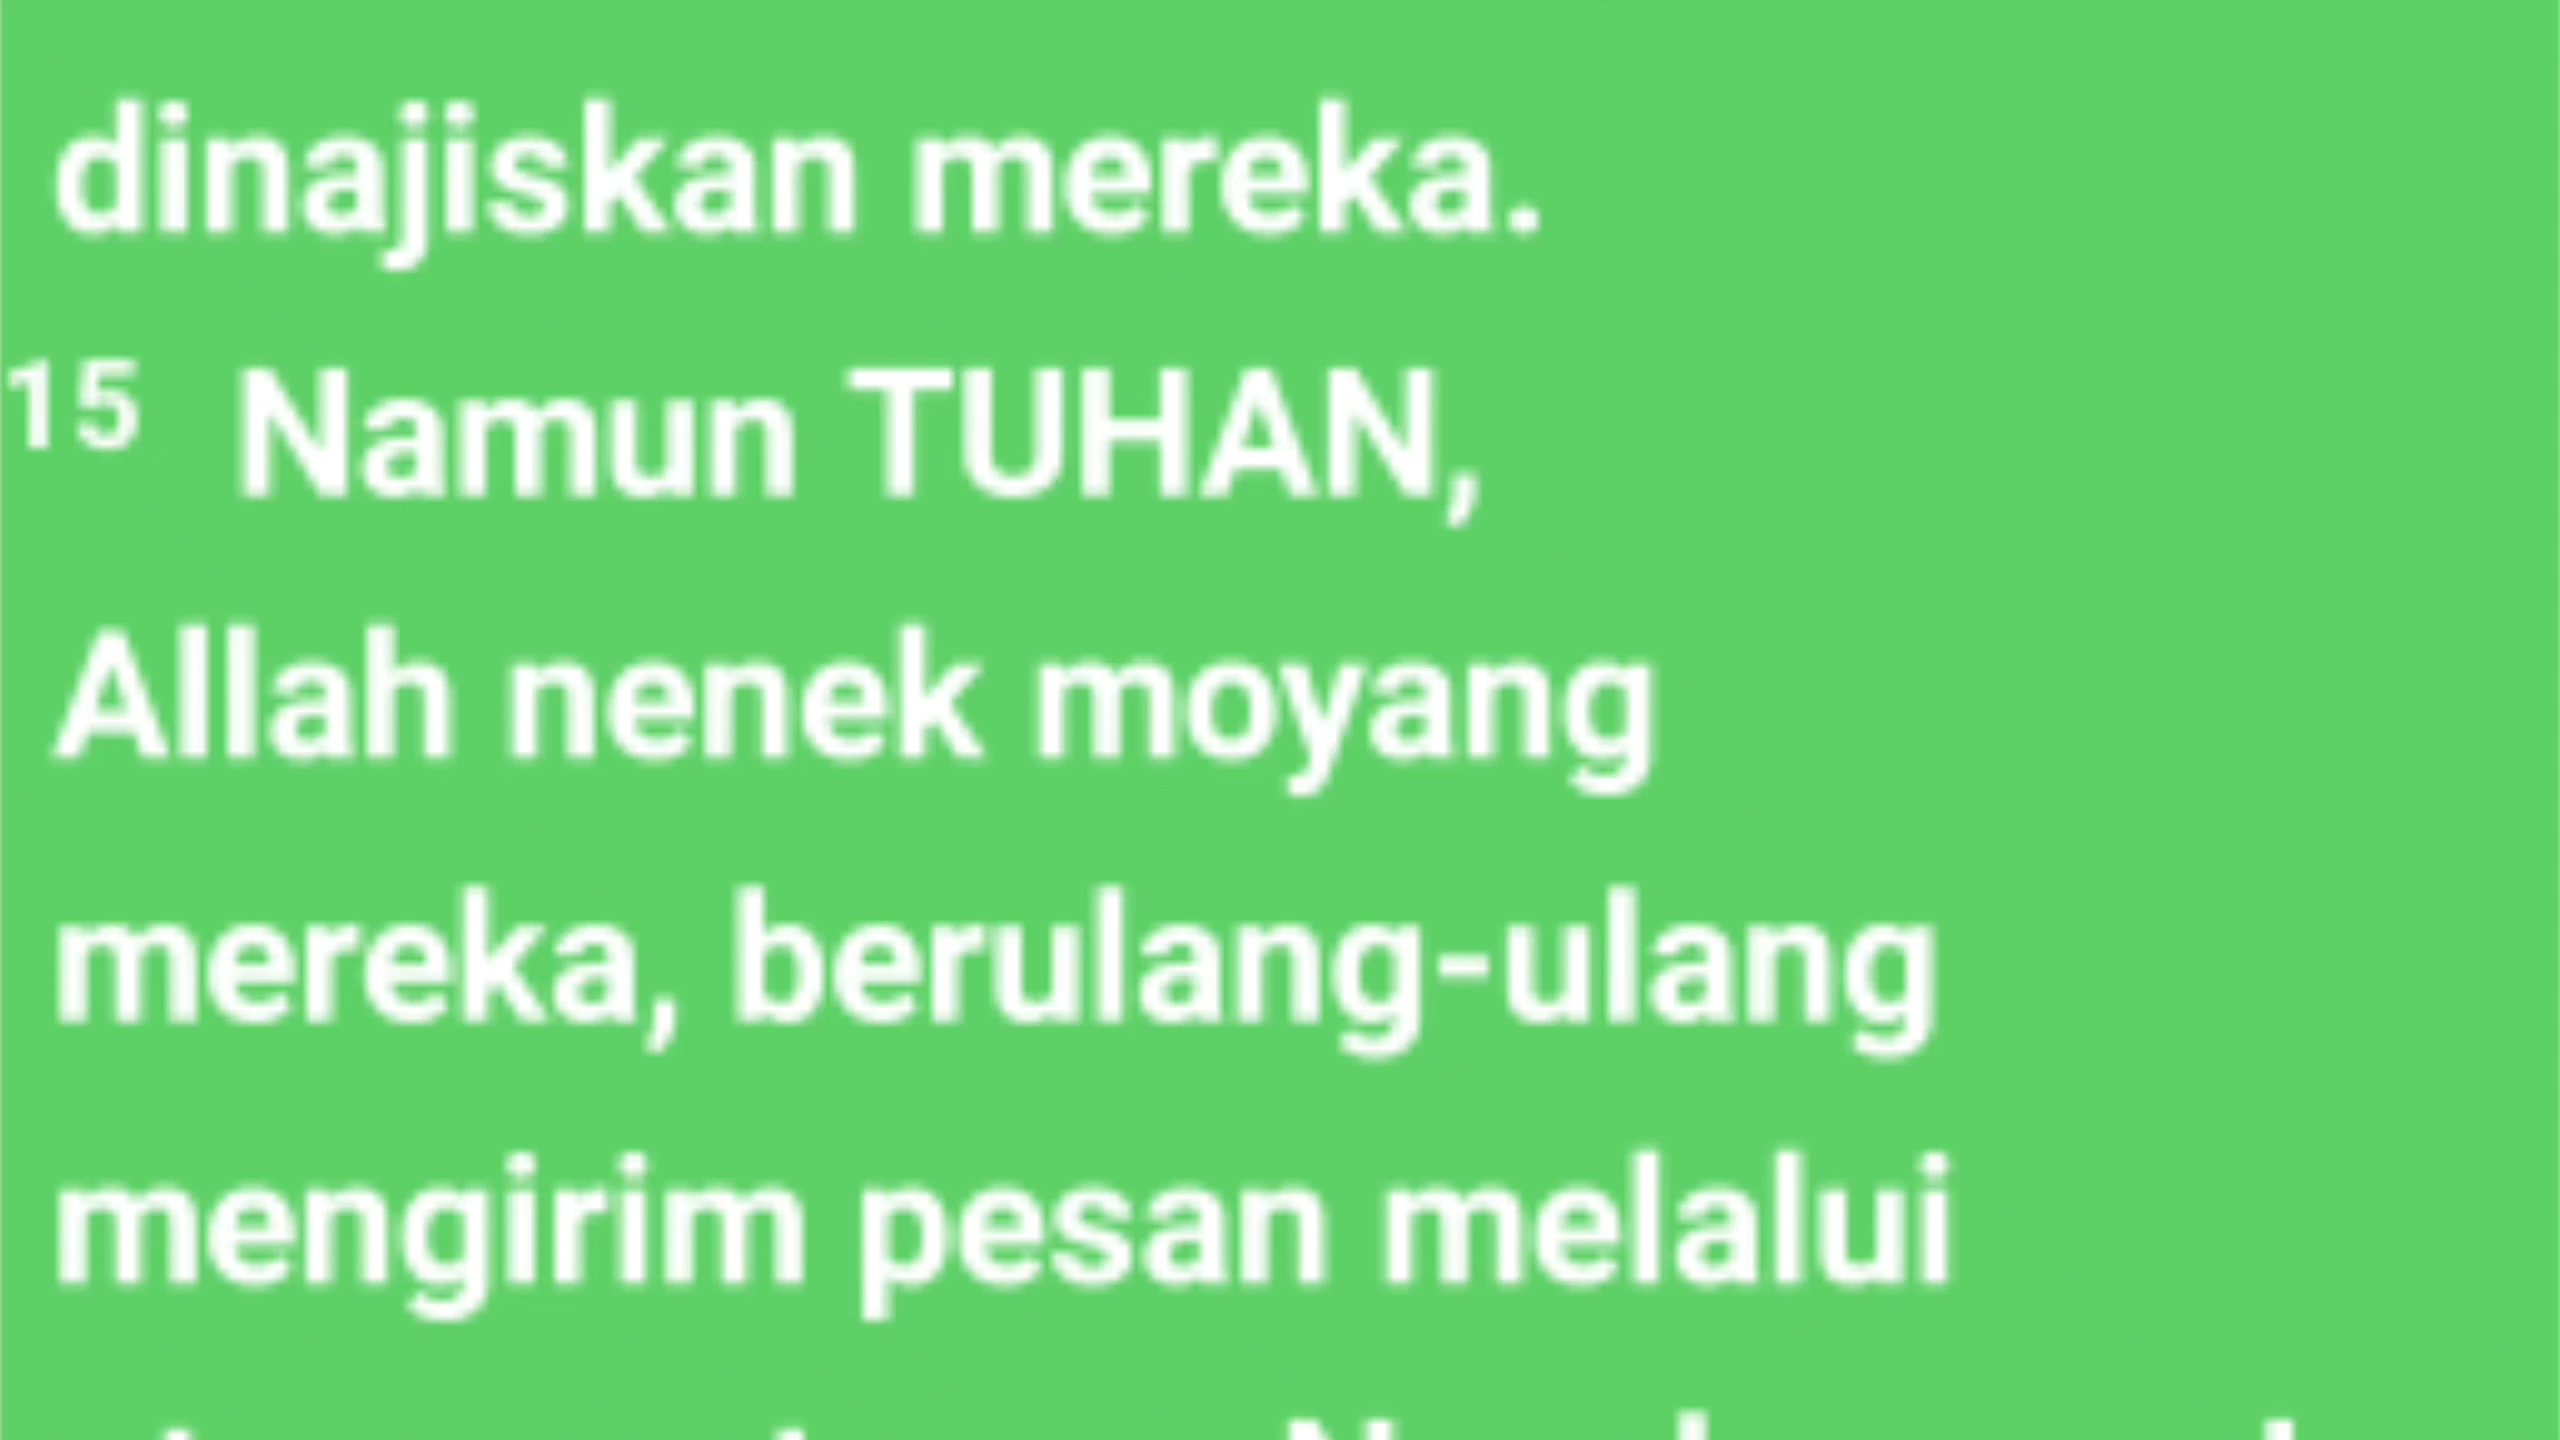 dinajiskan mereka.
15 Namun TUHAN,
Allah nenek moyang
mereka, berulang-ulang
mengirim pesan melalui